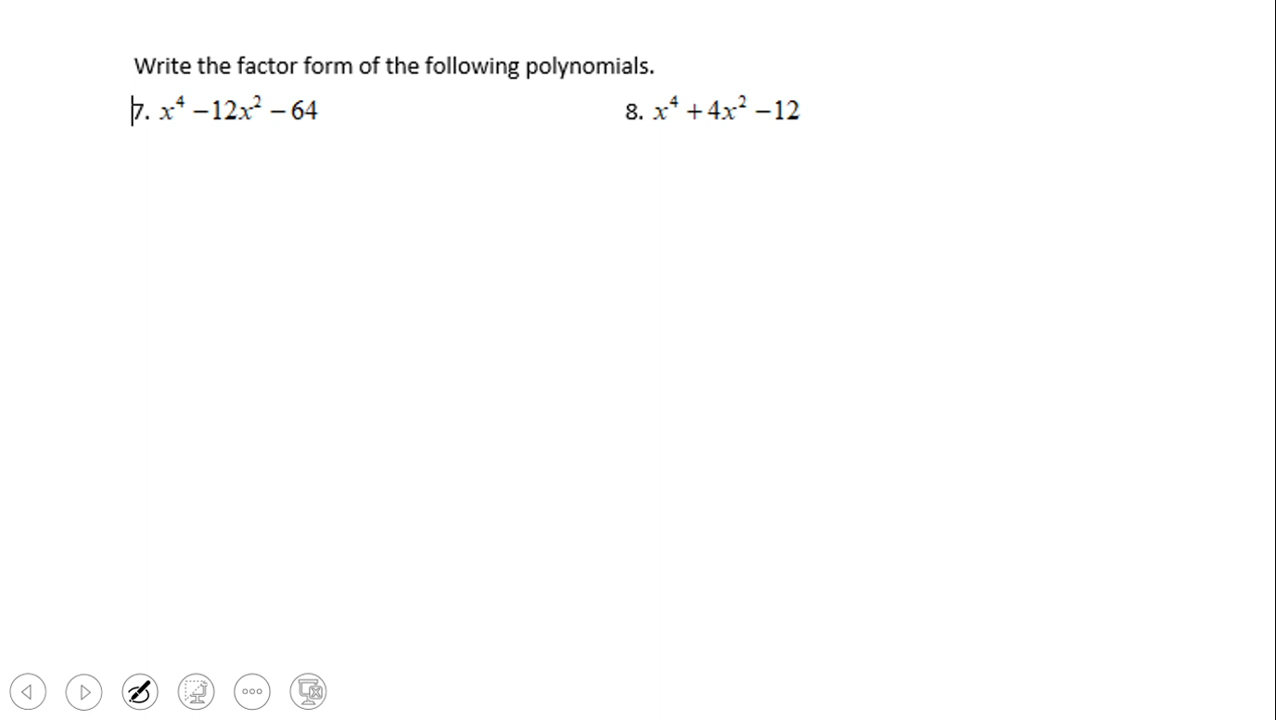 Write the factor form of the following polynomials.
7. x⁴ − 12x² − 64
8. x⁴ + 4x² − 12